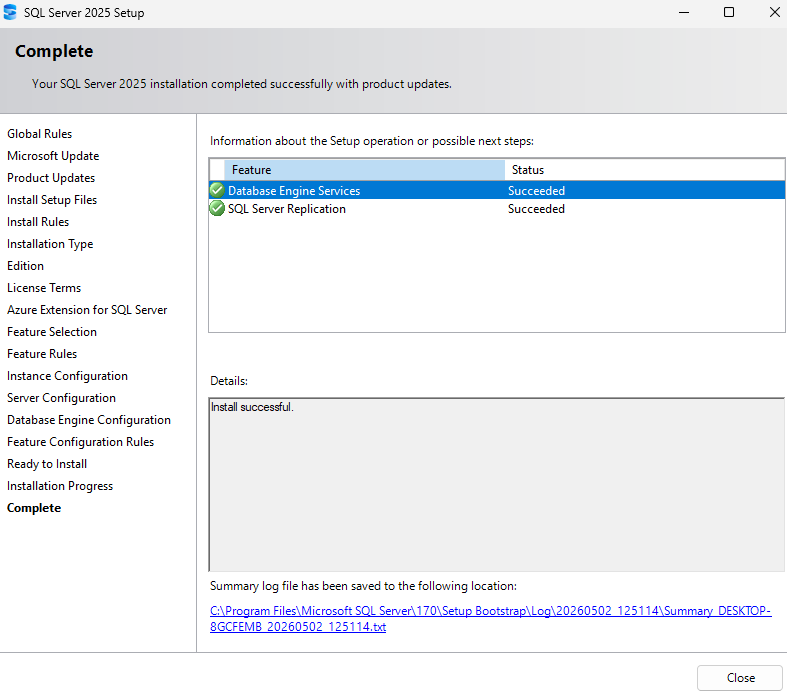 SQL Server 2025 Setup
Complete
Your SQL Server 2025 installation completed successfully with product updates.
Global Rules
Microsoft Update
Product Updates
Install Setup Files
Install Rules
Installation Type
Edition
License Terms
Azure Extension for SQL Server
Feature Selection
Feature Rules
Instance Configuration
Server Configuration
Database Engine Configuration
Feature Configuration Rules
Ready to Install
Installation Progress
Complete
Information about the Setup operation or possible next steps:
Feature Status
Database Engine Services Succeeded
SQL Server Replication Succeeded
Details:
Install successful.
Summary log file has been saved to the following location:
C:\Program Files\Microsoft SQL Server\170\Setup Bootstrap\Log\20260502_125114\Summary_DESKTOP-
8GCFEMB_20260502_125114.txt
Close